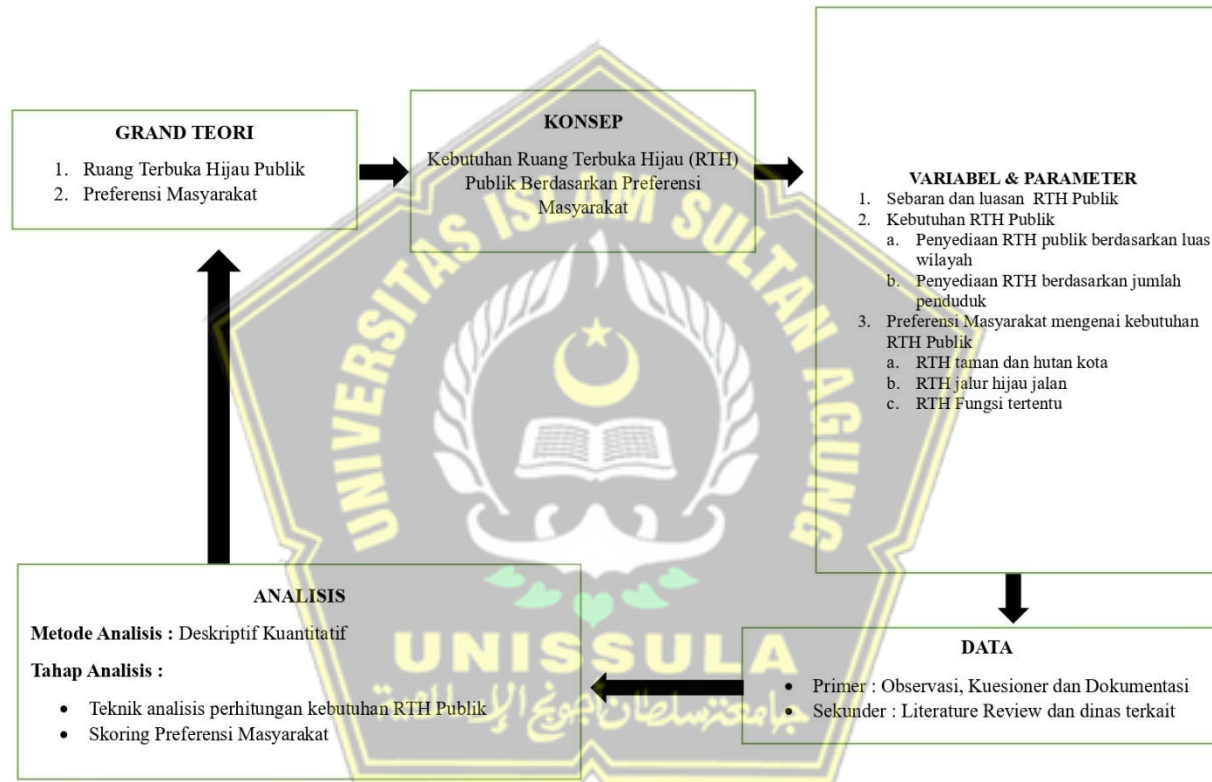 GRAND TEORI
1. Ruang Terbuka Hijau Publik
2. Preferensi Masyarakat
KONSEP
Kebutuhan Ruang Terbuka Hijau (RTH)
Publik Berdasarkan Preferensi
Masyarakat
VARIABEL & PARAMETER
1. Sebaran dan luasan RTH Publik
2. Kebutuhan RTH Publik
a. Penyediaan RTH publik berdasarkan luas
wilayah
b. Penyediaan RTH berdasarkan jumlah
penduduk
3. Preferensi Masyarakat mengenai kebutuhan
RTH Publik
a. RTH taman dan hutan kota
b. RTH jalur hijau jalan
c. RTH Fungsi tertentu
DATA
• Primer : Observasi, Kuesioner dan Dokumentasi
• Sekunder : Literature Review dan dinas terkait
ANALISIS
Metode Analisis : Deskriptif Kuantitatif
Tahap Analisis :
• Teknik analisis perhitungan kebutuhan RTH Publik
• Skoring Preferensi Masyarakat
UNIVERSITAS ISLAM SULTAN AGUNG
UNISSULA
جامعة سلطان أجونج الإسلامية